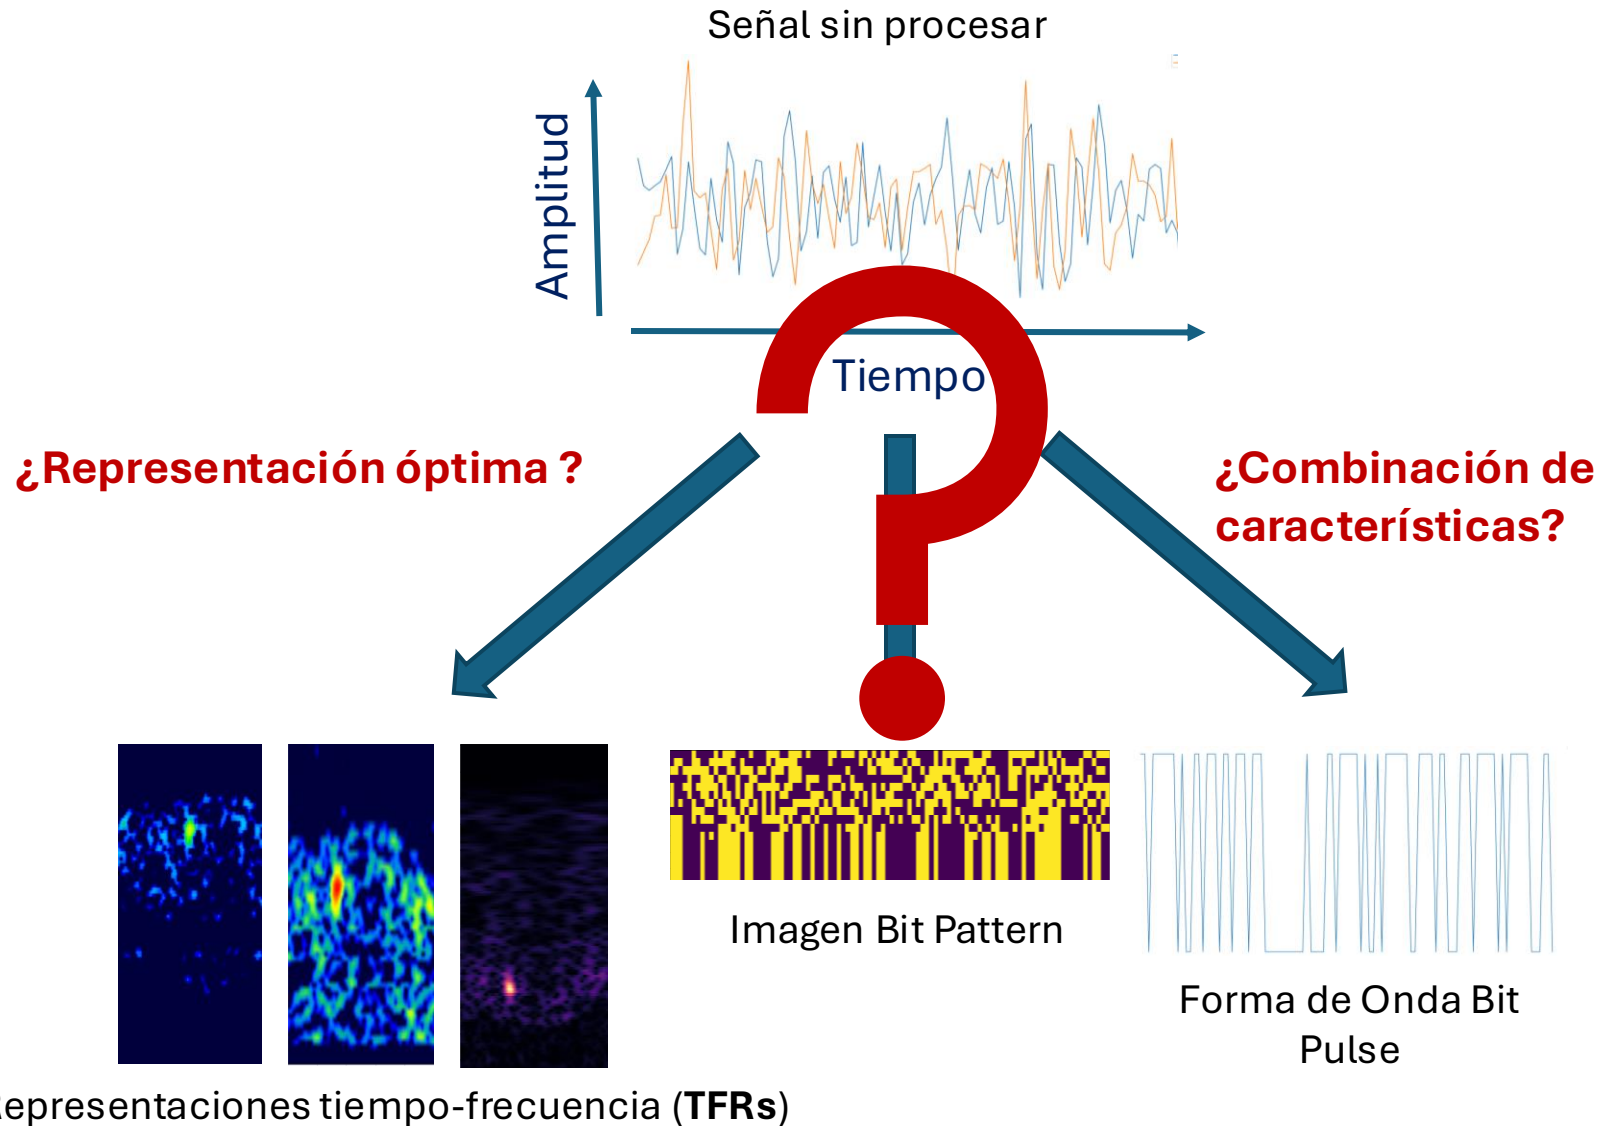 Señal sin procesar
Amplitud
Tiempo
¿Representación óptima ?
¿Combinación de
características?
Imagen Bit Pattern
Forma de Onda Bit
Pulse
epresentaciones tiempo-frecuencia (TFRs)